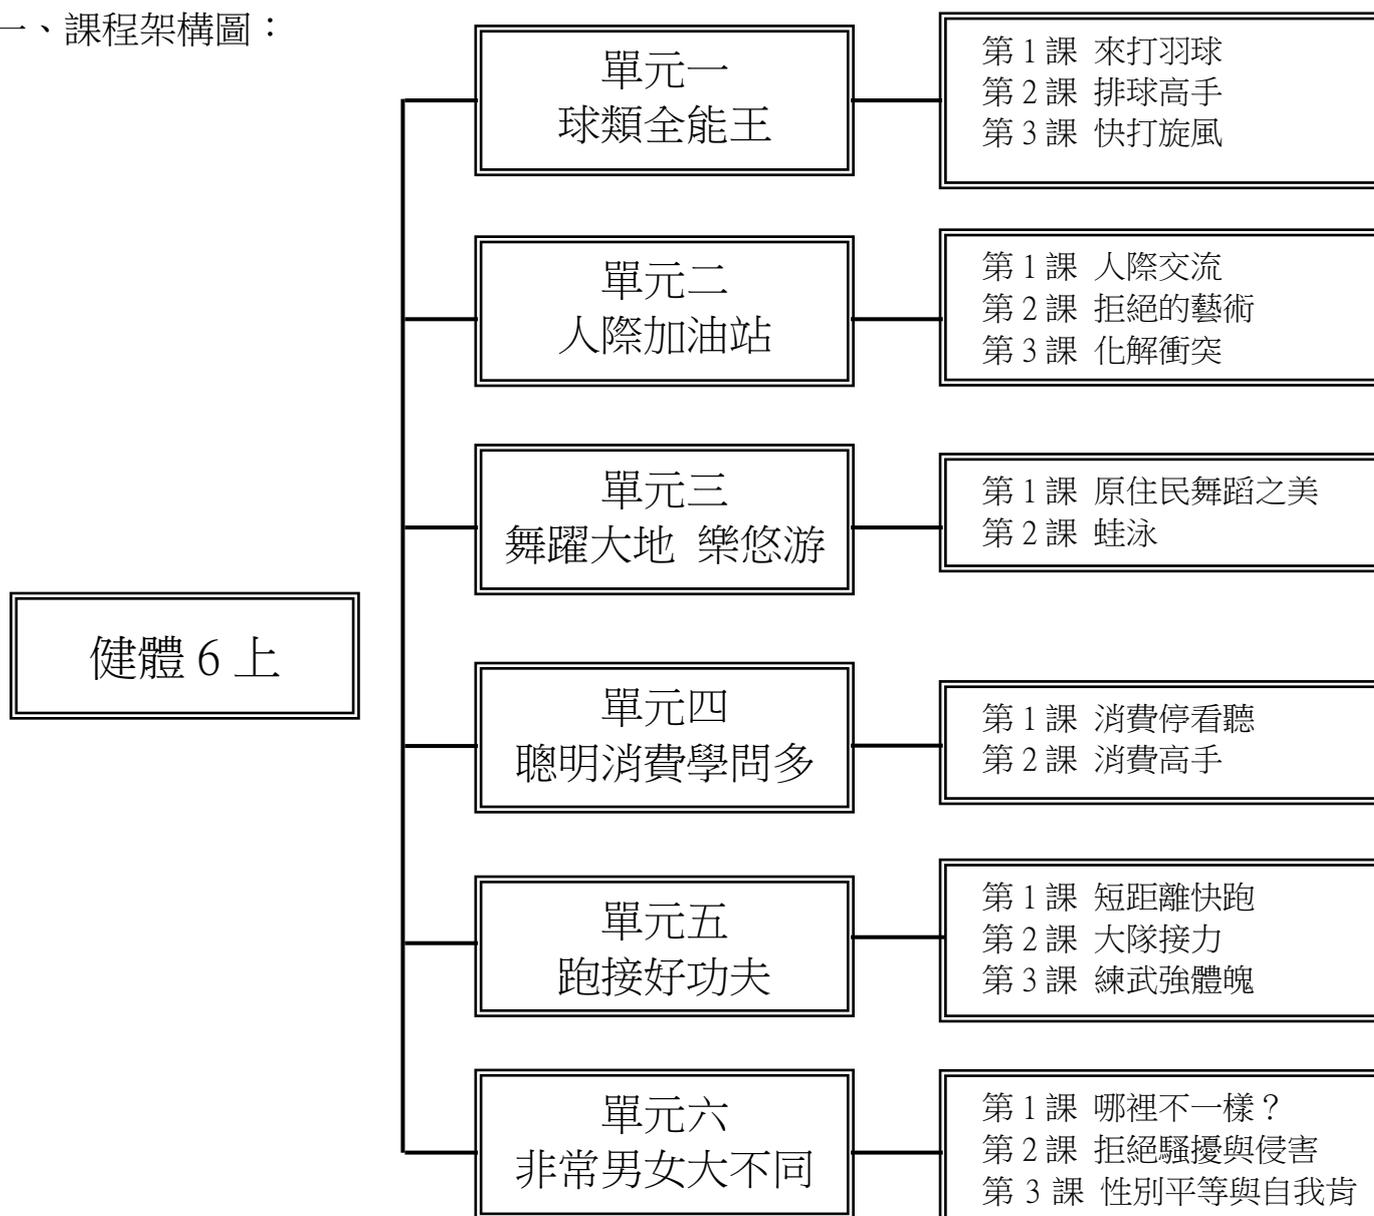 一、課程架構圖：
健體 6 上
單元一
球類全能王
第 1 課 來打羽球
第 2 課 排球高手
第 3 課 快打旋風
單元二
人際加油站
第 1 課 人際交流
第 2 課 拒絕的藝術
第 3 課 化解衝突
單元三
舞躍大地 樂悠游
第 1 課 原住民舞蹈之美
第 2 課 蛙泳
單元四
聰明消費學問多
第 1 課 消費停看聽
第 2 課 消費高手
單元五
跑接好功夫
第 1 課 短距離快跑
第 2 課 大隊接力
第 3 課 練武強體魄
單元六
非常男女大不同
第 1 課 哪裡不一樣？
第 2 課 拒絕騷擾與侵害
第 3 課 性別平等與自我肯